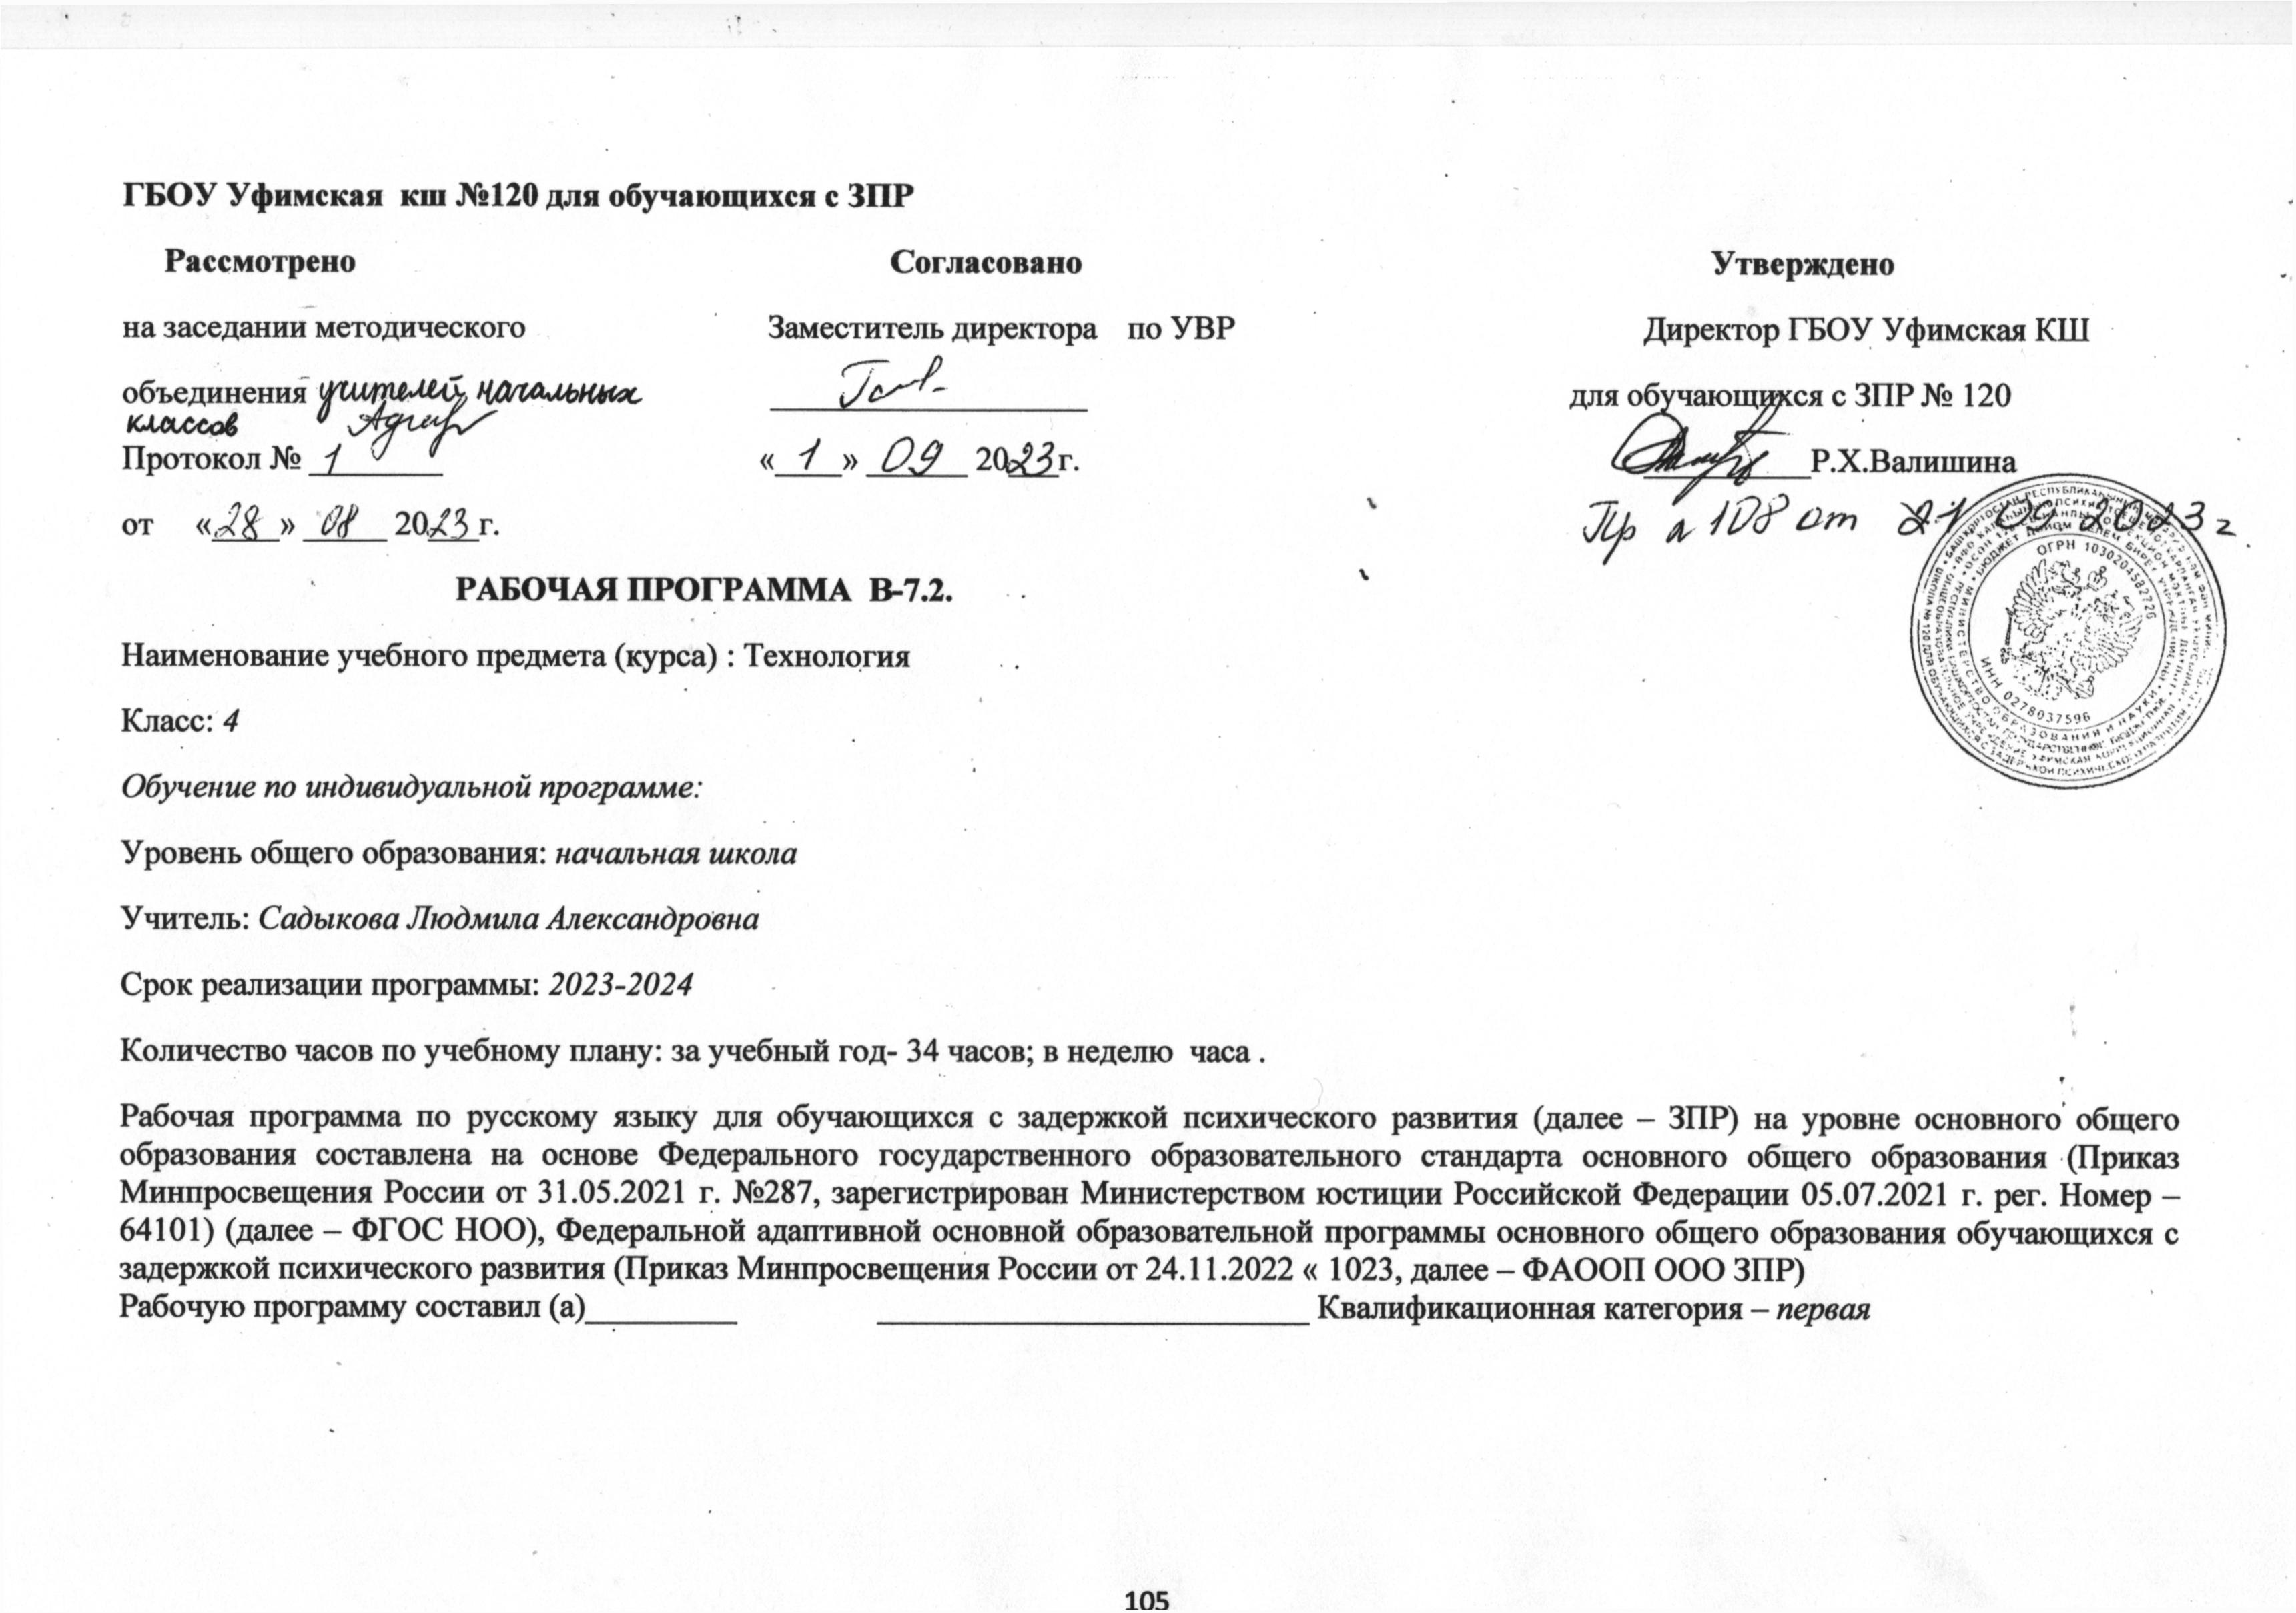 ГБОУ Уфимская кш №120 для обучающихся с ЗПР
Рассмотрено Согласовано Утверждено
на заседании методического Заместитель директора по УВР Директор ГБОУ Уфимская КШ
объединения учителей начальных для обучающихся с ЗПР № 120
классов
Протокол № 1 « 1 » 09 2023 г. Р.Х.Валишина
от «28» 08 2023 г. Пр 108 от 2023 г.
РАБОЧАЯ ПРОГРАММА В-7.2.
Наименование учебного предмета (курса) : Технология
Класс: 4
Обучение по индивидуальной программе:
Уровень общего образования: начальная школа
Учитель: Садыкова Людмила Александровна
Срок реализации программы: 2023-2024
Количество часов по учебному плану: за учебный год- 34 часов; в неделю часа .
Рабочая программа по русскому языку для обучающихся с задержкой психического развития (далее – ЗПР) на уровне основного общего
образования составлена на основе Федерального государственного образовательного стандарта основного общего образования (Приказ
Минпросвещения России от 31.05.2021 г. №287, зарегистрирован Министерством юстиции Российской Федерации 05.07.2021 г. рег. Номер –
64101) (далее – ФГОС НОО), Федеральной адаптивной основной образовательной программы основного общего образования обучающихся с
задержкой психического развития (Приказ Минпросвещения России от 24.11.2022 « 1023, далее – ФАООП ООО ЗПР)
Рабочую программу составил (а)__________ ____________________________ Квалификационная категория – первая
ОГРН 1030204582726
ИНН 0278037596
105